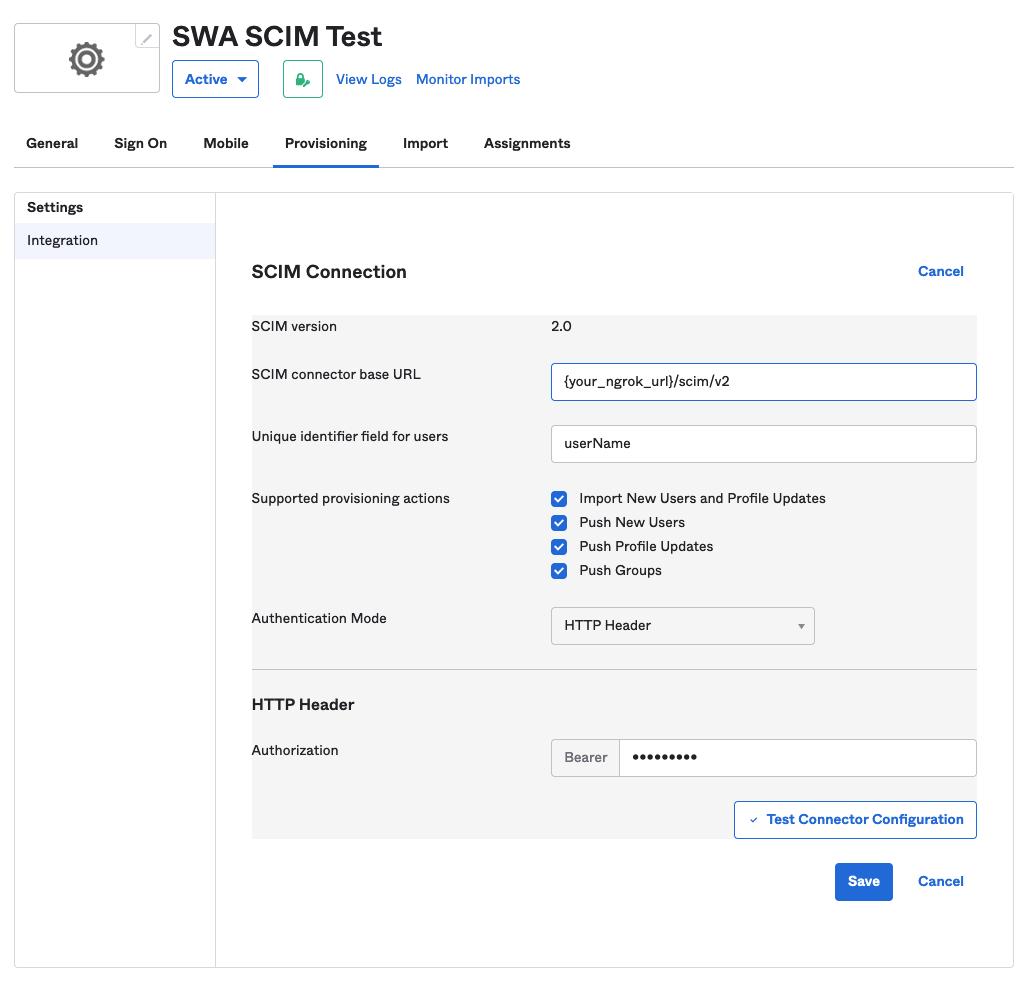 SWA SCIM Test
Active View Logs Monitor Imports
General Sign On Mobile Provisioning Import Assignments
Settings
Integration
SCIM Connection Cancel
SCIM version 2.0
SCIM connector base URL {your_ngrok_url}/scim/v2
Unique identifier field for users userName
Supported provisioning actions Import New Users and Profile Updates
Push New Users
Push Profile Updates
Push Groups
Authentication Mode HTTP Header
HTTP Header
Authorization Bearer •••••••••
Test Connector Configuration
Save Cancel